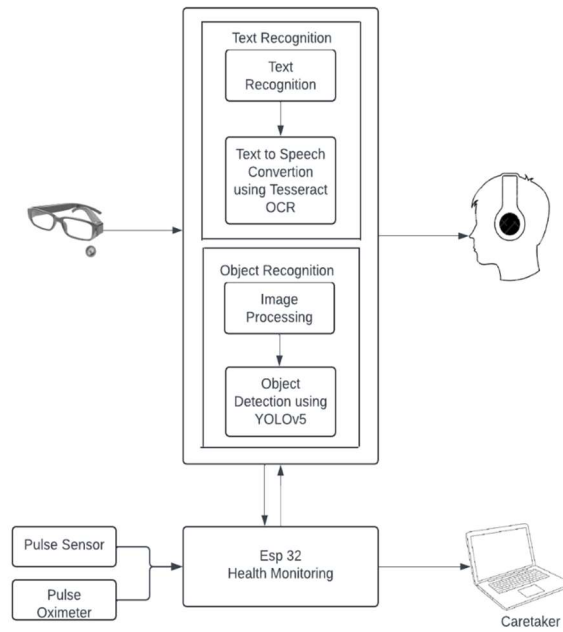 Text Recognition
Text
Recognition
Text to Speech
Convertion
using Tesseract
OCR
Object Recognition
Image
Processing
Object
Detection using
YOLOv5
Pulse Sensor
Pulse
Oximeter
Esp 32
Health Monitoring
Caretaker